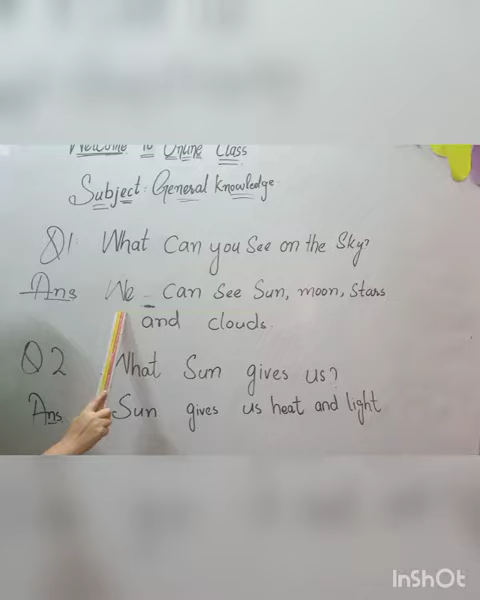 Welcome to Online Class
Subject: General Knowledge
Q1: What Can you See on the Sky?
Ans We - Can See Sun, moon, Stars
and clouds.
Q2 What Sun gives us?
Ans Sun gives us heat and light
InShOt